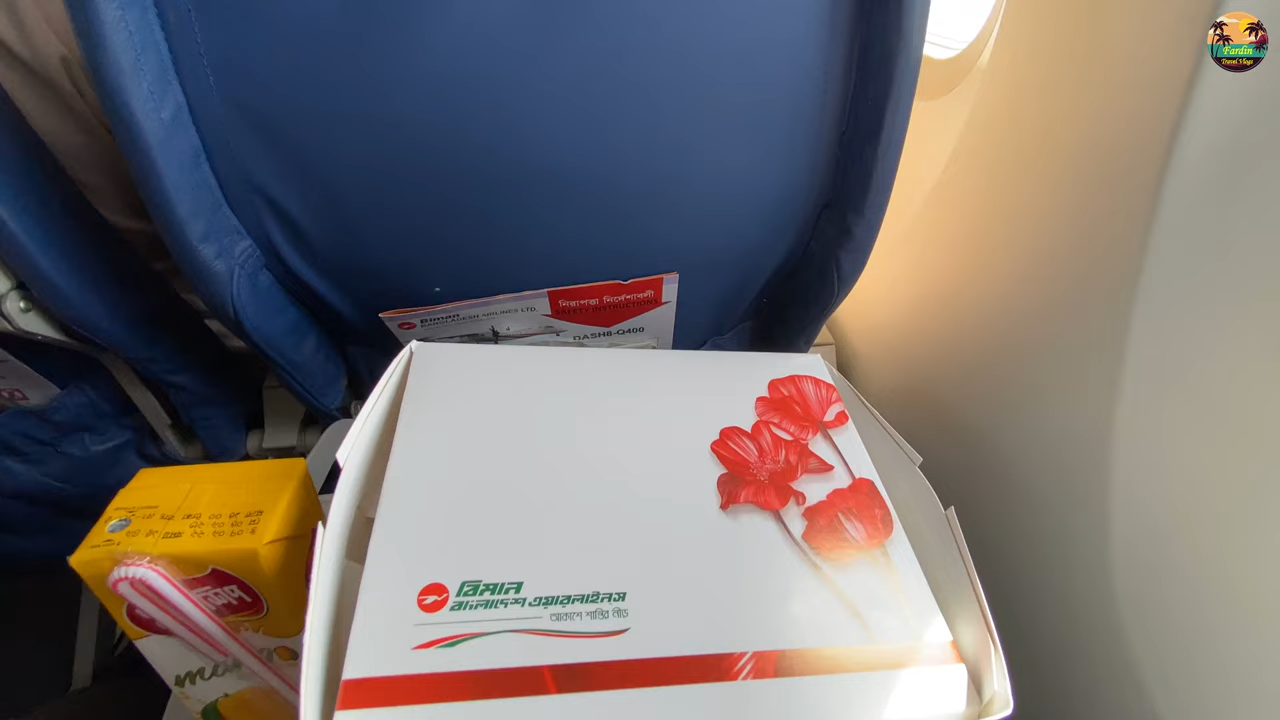 Fardin
Travel Vlogs
Biman
BANGLADESH AIRLINES LTD.
নিরাপত্তা নির্দেশাবলী
SAFETY INSTRUCTIONS
DASH8-Q400
বিমান
বাংলাদেশ এয়ারলাইনস
আকাশে শান্তির নীড়